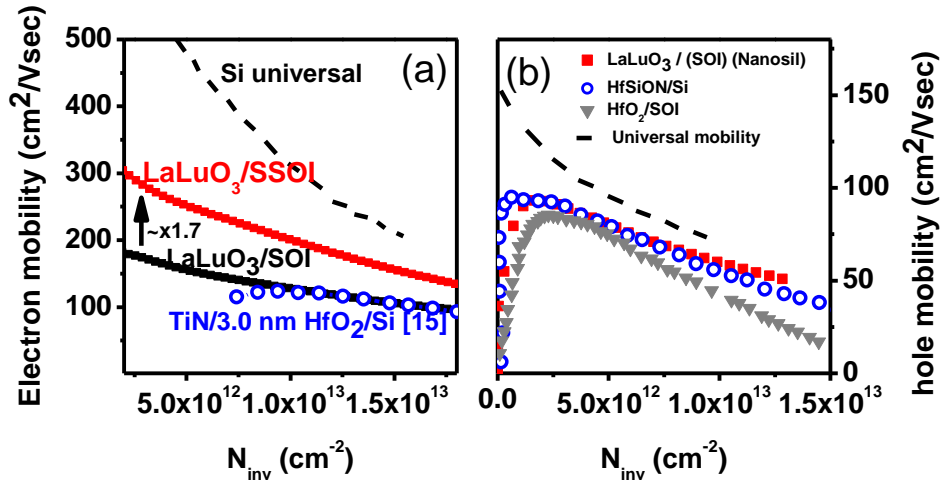 Electron mobility (cm²/Vsec)
500
400
300
200
100
(a)
Si universal
LaLuO₃/SSOI
~x1.7
LaLuO₃/SOI
TiN/3.0 nm HfO₂/Si [15]
5.0x10¹²
1.0x10¹³
1.5x10¹³
N_inv (cm⁻²)
(b)
LaLuO₃ / (SOI) (Nanosil)
HfSiON/Si
HfO₂/SOI
Universal mobility
150
100
50
0
hole mobility (cm²/Vsec)
0.0
5.0x10¹²
1.0x10¹³
1.5x10¹³
N_inv (cm⁻²)